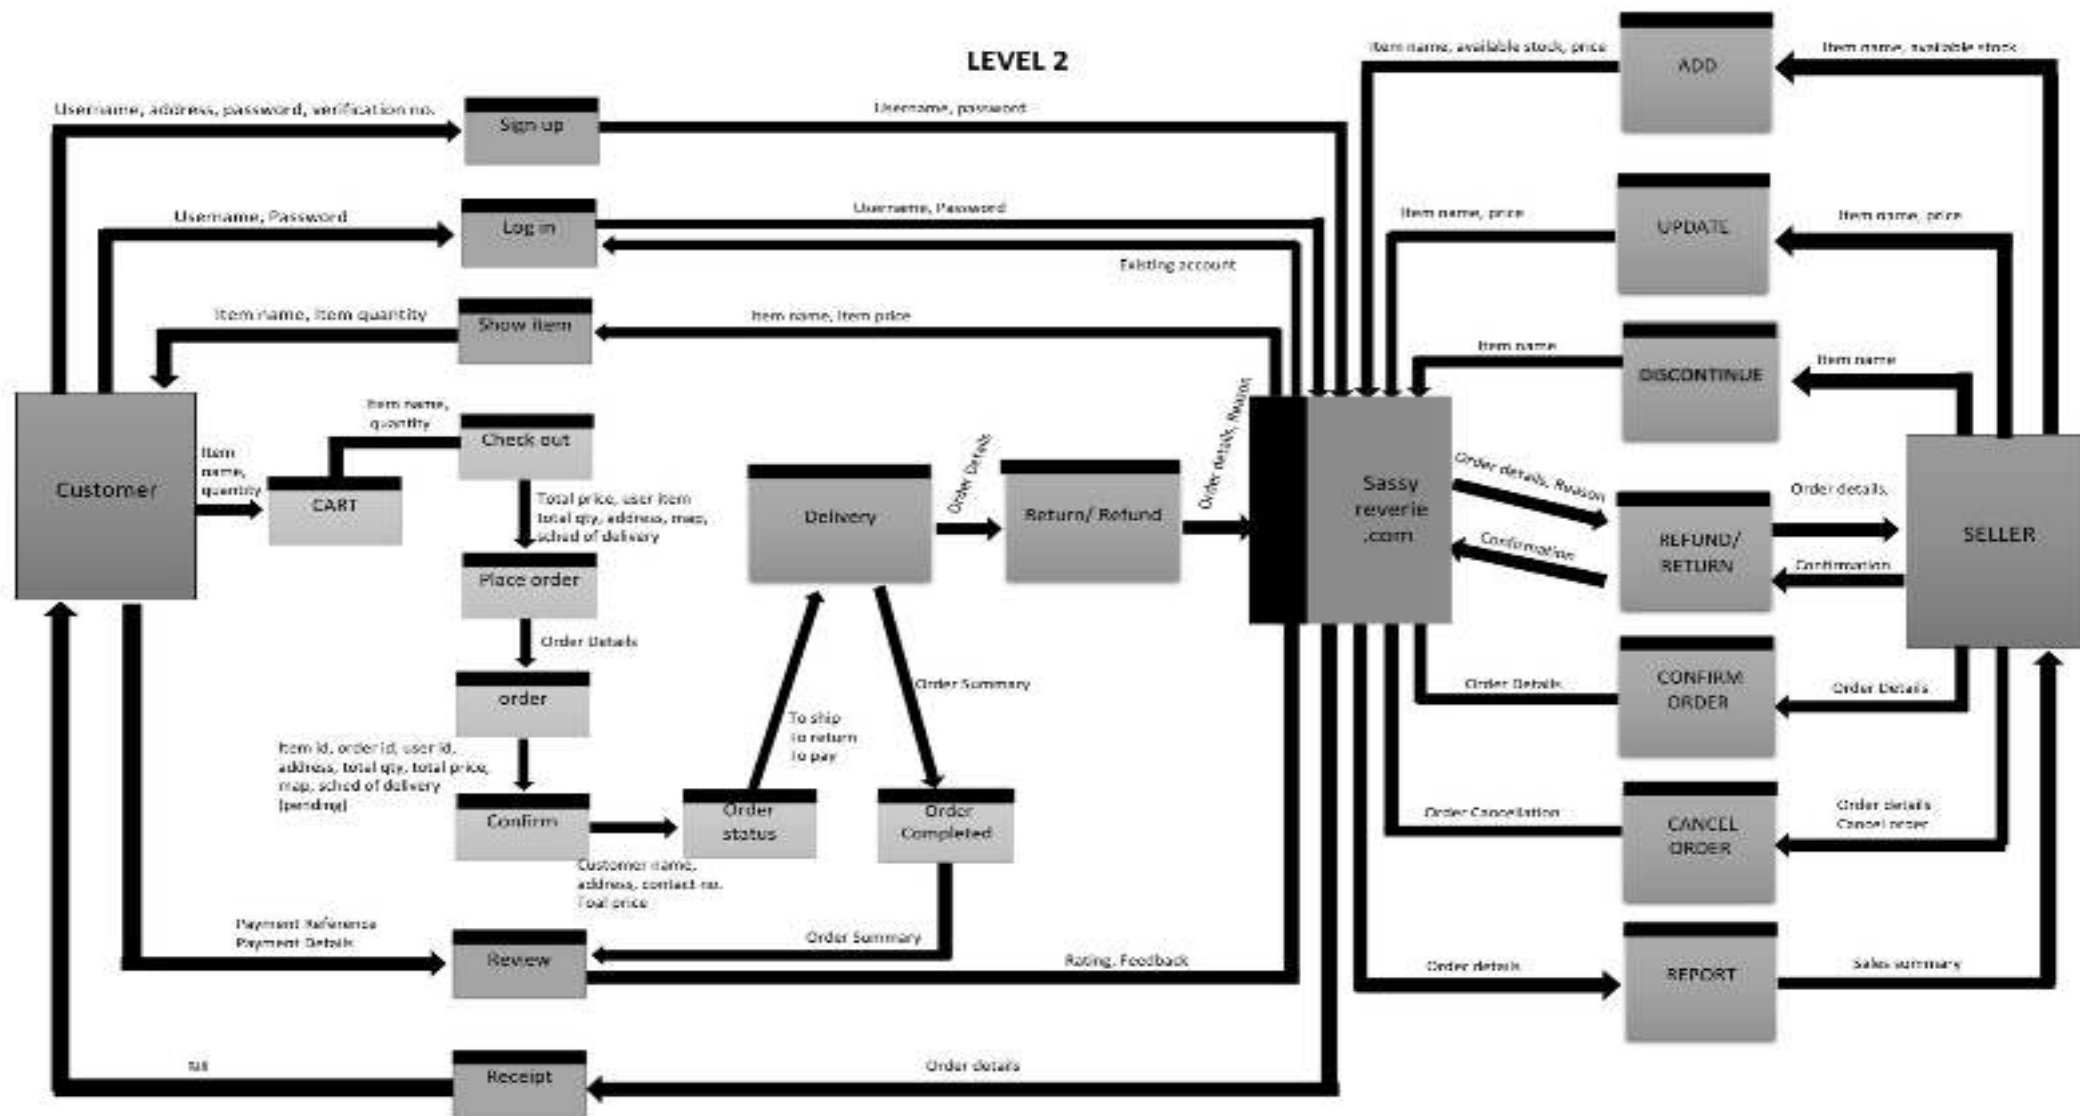 LEVEL 2
Item name, available stock, price
ADD
Item name, available stock
Username, address, password, verification no.
Sign up
Username, password
Username, Password
Log in
Username, Password
Existing account
Item name, price
UPDATE
Item name, price
Item name, Item quantity
Show item
Item name, Item price
Item name
DISCONTINUE
Item name
Customer
Item
name,
quantity
CART
Item name,
quantity
Check out
Total price, user item
total qty, address, map,
sched of delivery
Place order
Order Details
order
Item id, order id, user id,
address, total qty, total price,
map, sched of delivery
(pending)
Confirm
Customer name,
address, contact no.
Toal price
Order
status
To ship
To return
To pay
Delivery
Order Details
Return/ Refund
Order details, Reason
Order Summary
Order
Completed
Sassy
reverie
.com
Order details, Reason
Confirmation
REFUND/
RETURN
Order details.
Confirmation
SELLER
Order Details
CONFIRM
ORDER
Order Details
Order Cancellation
CANCEL
ORDER
Order details
Cancel order
Payment Reference
Payment Details
Review
Order Summary
Rating, Feedback
Order details
REPORT
Sales summary
Receipt
Order details